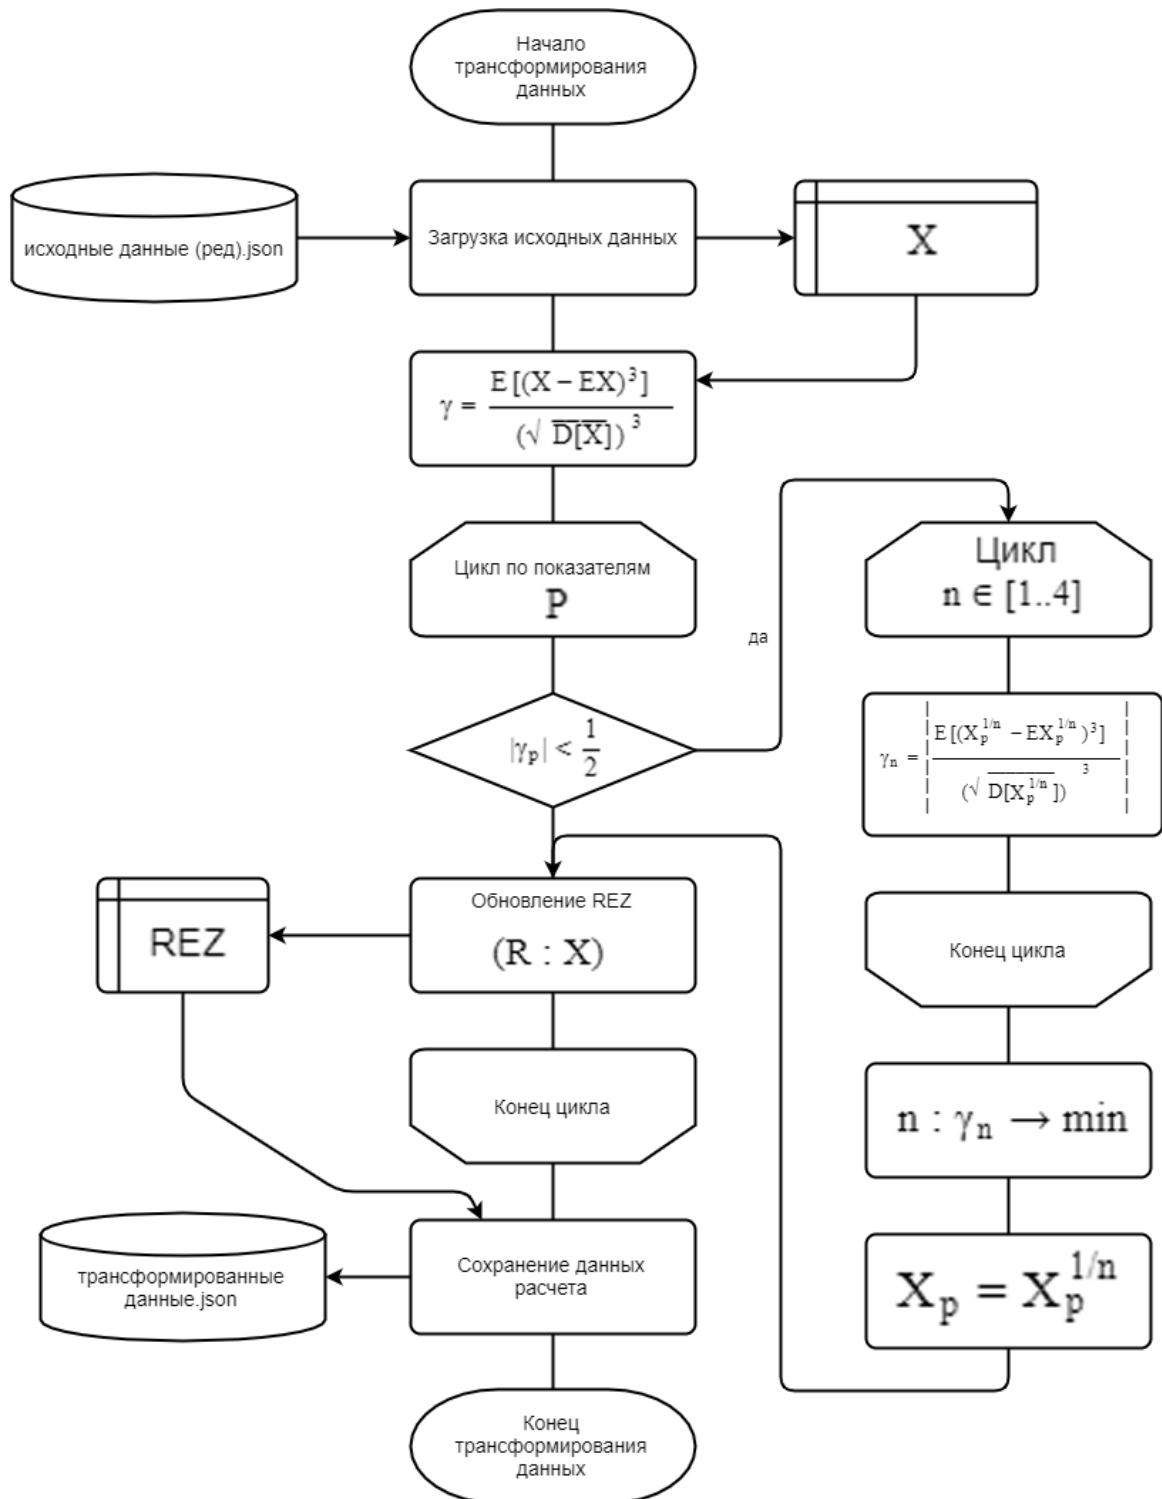 Начало
трансформирования
данных
исходные данные (ред).json
Загрузка исходных данных
X
γ = E [(X − EX)³] / (√ D[X])³
Цикл по показателям
P
да
Цикл
n ∈ [1..4]
|γₚ| < 1/2
γₙ = | E [(Xₚ^1/n − EXₚ^1/n)³] / (√ D[Xₚ^1/n])³ |
Обновление REZ
(R : X)
REZ
Конец цикла
Конец цикла
n : γₙ → min
Xₚ = Xₚ^1/n
Сохранение данных
расчета
трансформированные
данные.json
Конец
трансформирования
данных